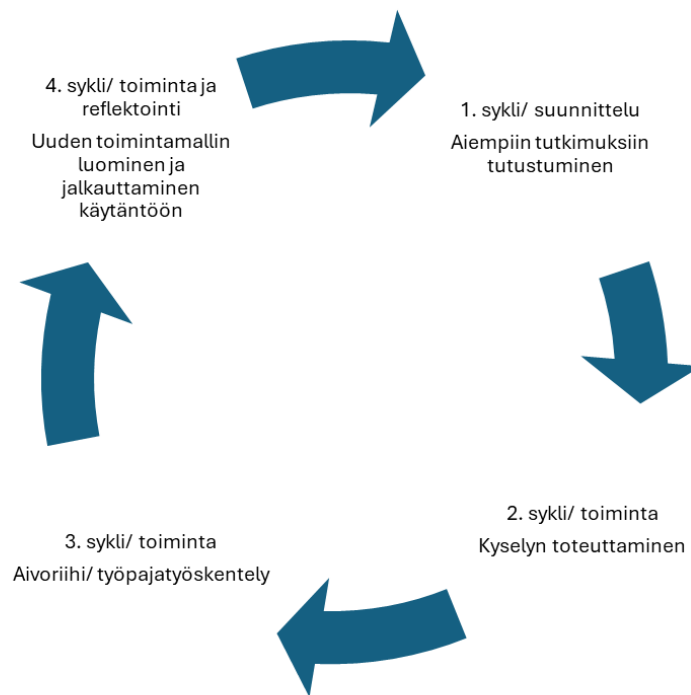 1. sykli/ suunnittelu
Aiempiin tutkimuksiin
tutustuminen
2. sykli/ toiminta
Kyselyn toteuttaminen
3. sykli/ toiminta
Aivoriihi/ työpajatyöskentely
4. sykli/ toiminta ja
reflektointi
Uuden toimintamallin
luominen ja
jalkauttaminen
käytäntöön